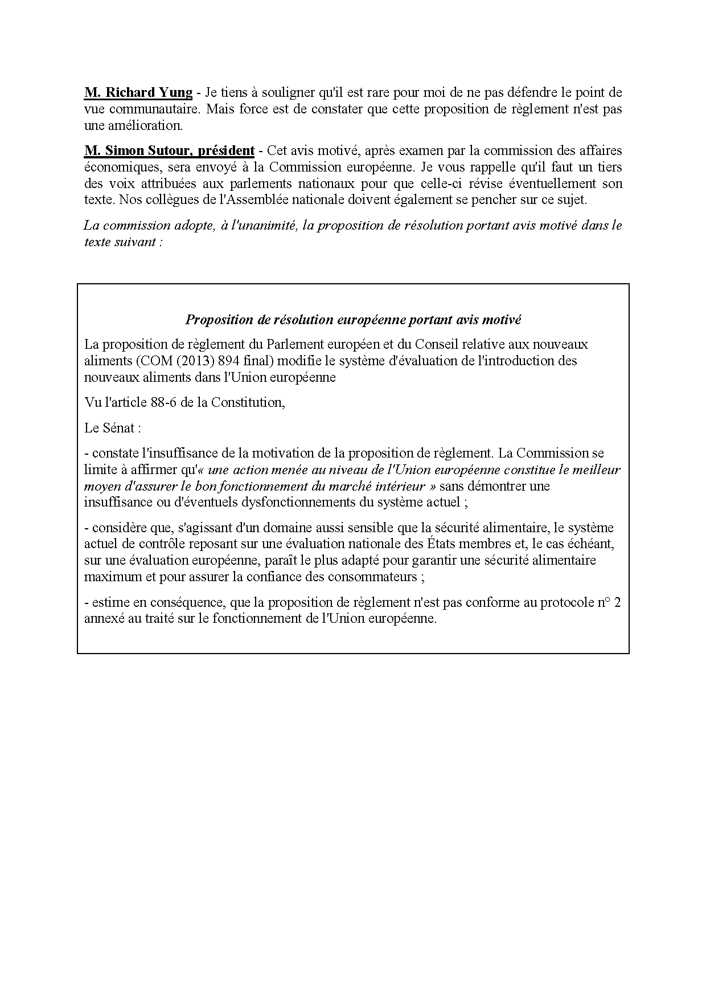 M. Richard Yung - Je tiens à souligner qu'il est rare pour moi de ne pas défendre le point de
vue communautaire. Mais force est de constater que cette proposition de règlement n'est pas
une amélioration.
M. Simon Sutour, président - Cet avis motivé, après examen par la commission des affaires
économiques, sera envoyé à la Commission européenne. Je vous rappelle qu'il faut un tiers
des voix attribuées aux parlements nationaux pour que celle-ci révise éventuellement son
texte. Nos collègues de l'Assemblée nationale doivent également se pencher sur ce sujet.
La commission adopte, à l'unanimité, la proposition de résolution portant avis motivé dans le
texte suivant :
Proposition de résolution européenne portant avis motivé
La proposition de règlement du Parlement européen et du Conseil relative aux nouveaux
aliments (COM (2013) 894 final) modifie le système d'évaluation de l'introduction des
nouveaux aliments dans l'Union européenne
Vu l'article 88-6 de la Constitution,
Le Sénat :
- constate l'insuffisance de la motivation de la proposition de règlement. La Commission se
limite à affirmer qu'« une action menée au niveau de l'Union européenne constitue le meilleur
moyen d'assurer le bon fonctionnement du marché intérieur » sans démontrer une
insuffisance ou d'éventuels dysfonctionnements du système actuel ;
- considère que, s'agissant d'un domaine aussi sensible que la sécurité alimentaire, le système
actuel de contrôle reposant sur une évaluation nationale des États membres et, le cas échéant,
sur une évaluation européenne, paraît le plus adapté pour garantir une sécurité alimentaire
maximum et pour assurer la confiance des consommateurs ;
- estime en conséquence, que la proposition de règlement n'est pas conforme au protocole n° 2
annexé au traité sur le fonctionnement de l'Union européenne.